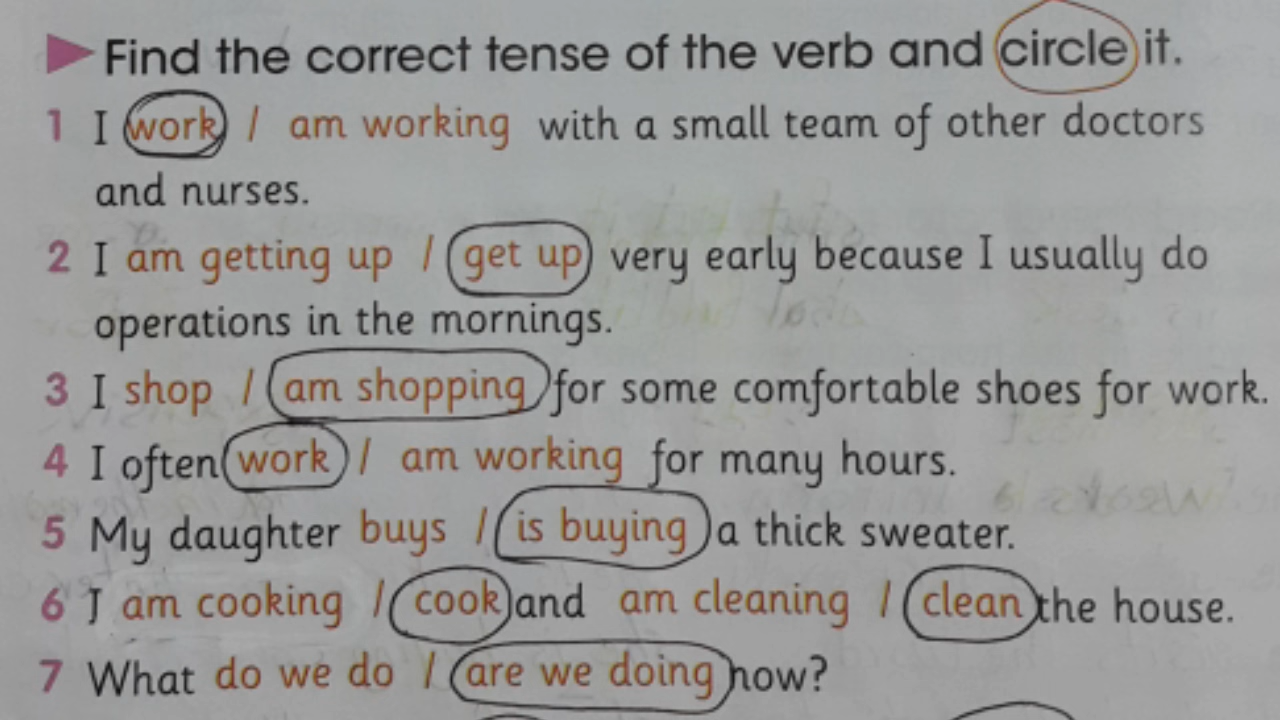 Find the correct tense of the verb and circle it.
1 I work / am working with a small team of other doctors
and nurses.
2 I am getting up / get up very early because I usually do
operations in the mornings.
3 I shop / am shopping for some comfortable shoes for work.
4 I often work / am working for many hours.
5 My daughter buys / is buying a thick sweater.
6 I am cooking / cook and am cleaning / clean the house.
7 What do we do / are we doing now?